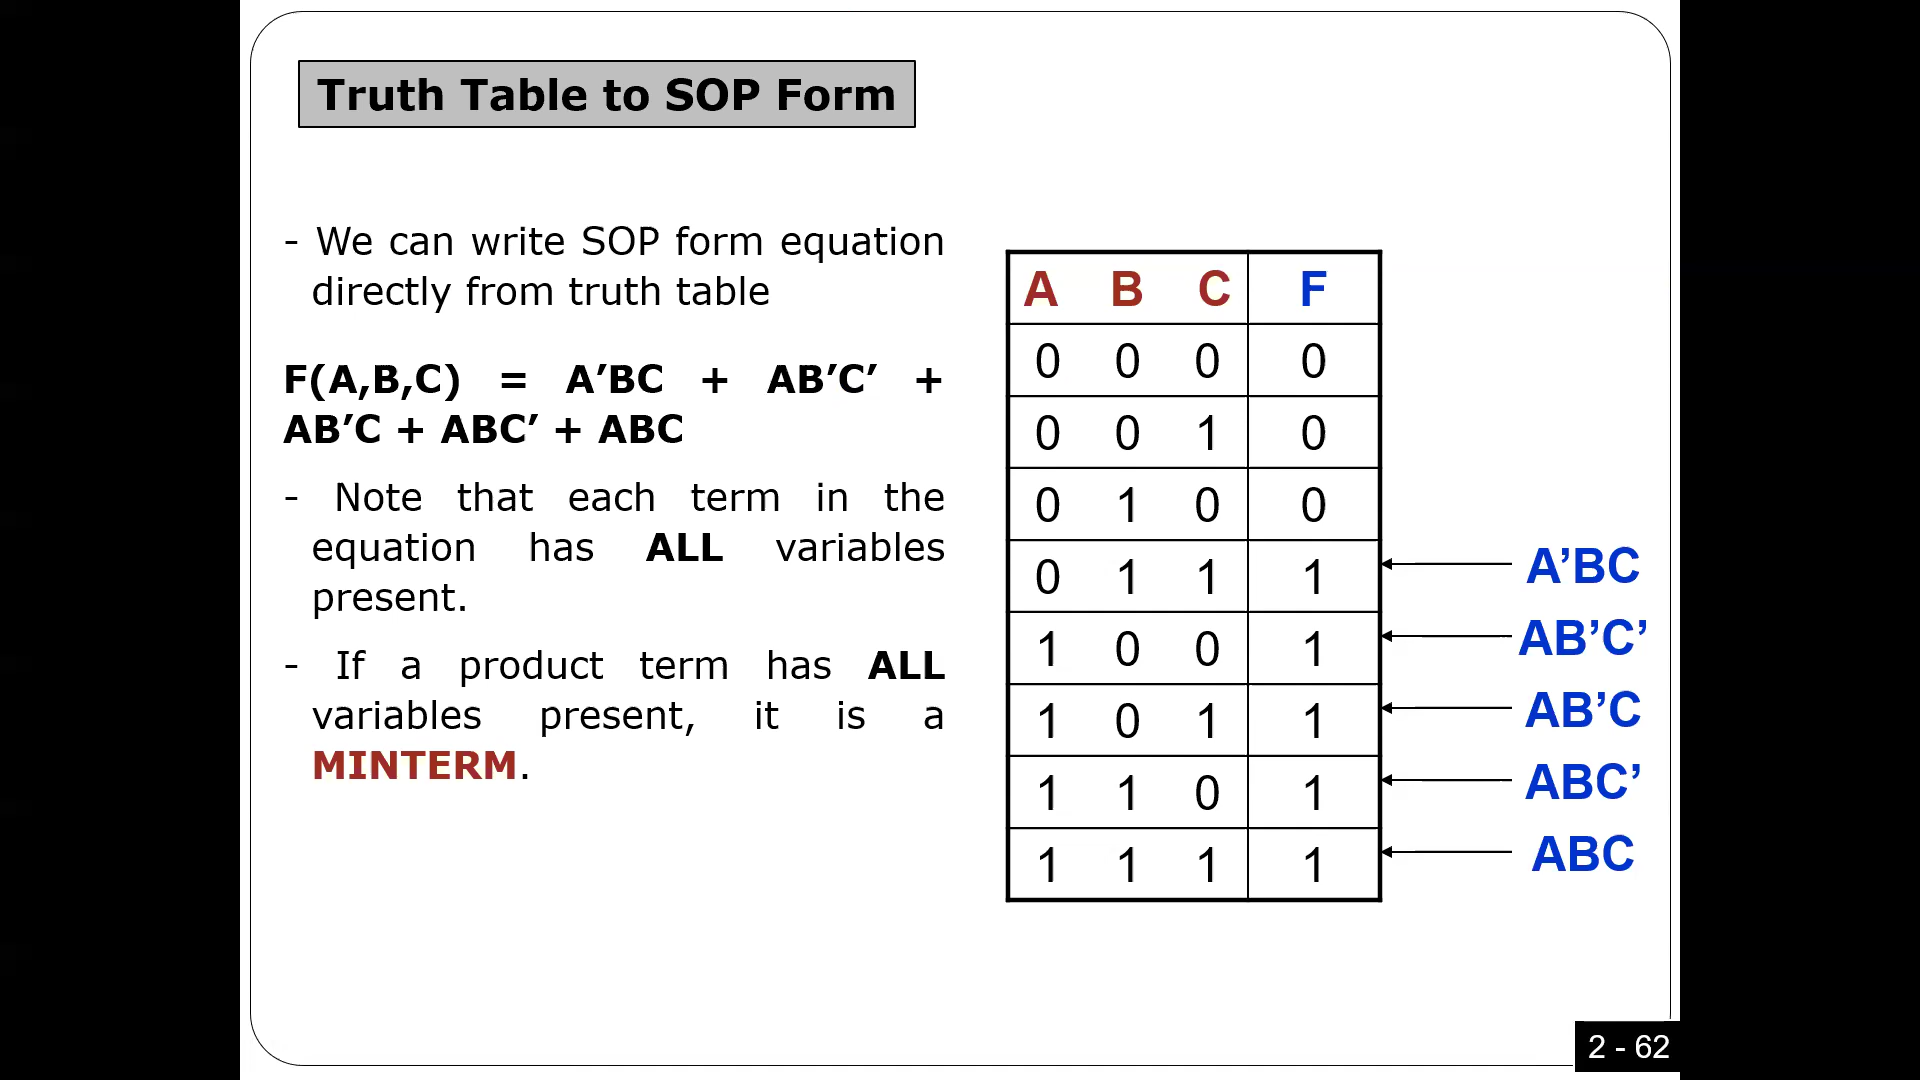 Truth Table to SOP Form
- We can write SOP form equation
directly from truth table
F(A,B,C) = A’BC + AB’C’ +
AB’C + ABC’ + ABC
- Note that each term in the
equation has ALL variables
present.
- If a product term has ALL
variables present, it is a
MINTERM.
A B C F
0 0 0 0
0 0 1 0
0 1 0 0
0 1 1 1 A’BC
1 0 0 1 AB’C’
1 0 1 1 AB’C
1 1 0 1 ABC’
1 1 1 1 ABC
2 - 62